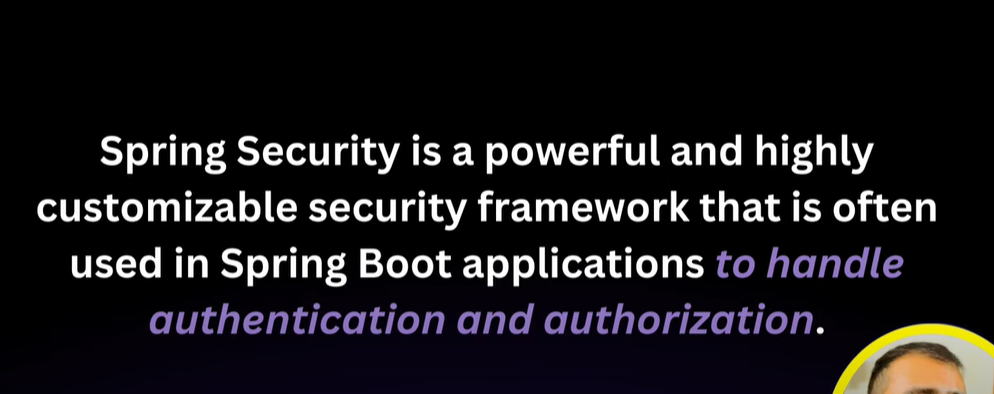 Spring Security is a powerful and highly
customizable security framework that is often
used in Spring Boot applications to handle
authentication and authorization.